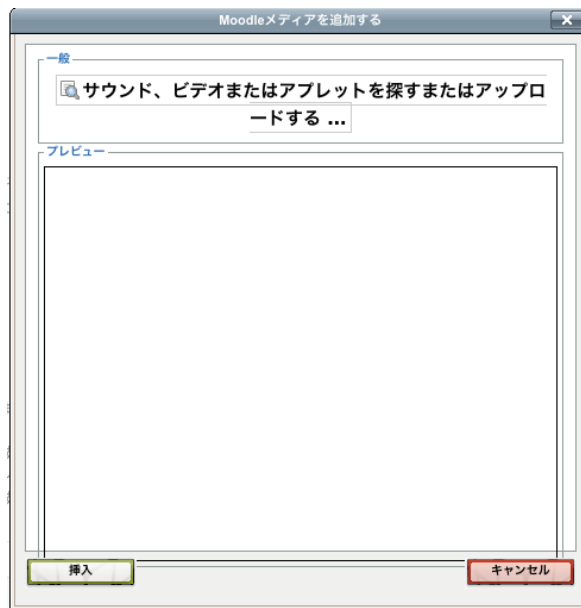 Moodleメディアを追加する
一般
サウンド、ビデオまたはアプレットを探すまたはアップロ
ードする ...
プレビュー
挿入
キャンセル